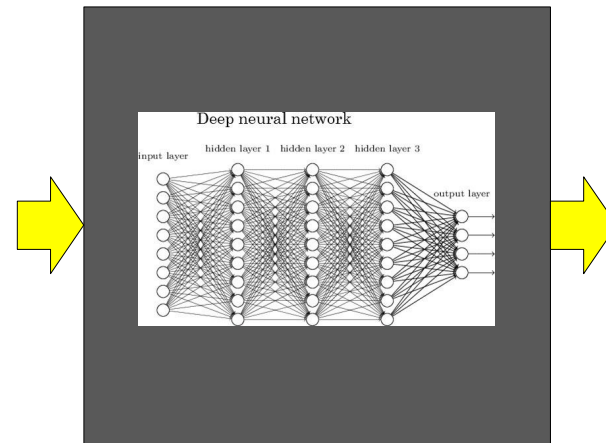 Deep neural network
hidden layer 1 hidden layer 2 hidden layer 3
input layer
output layer